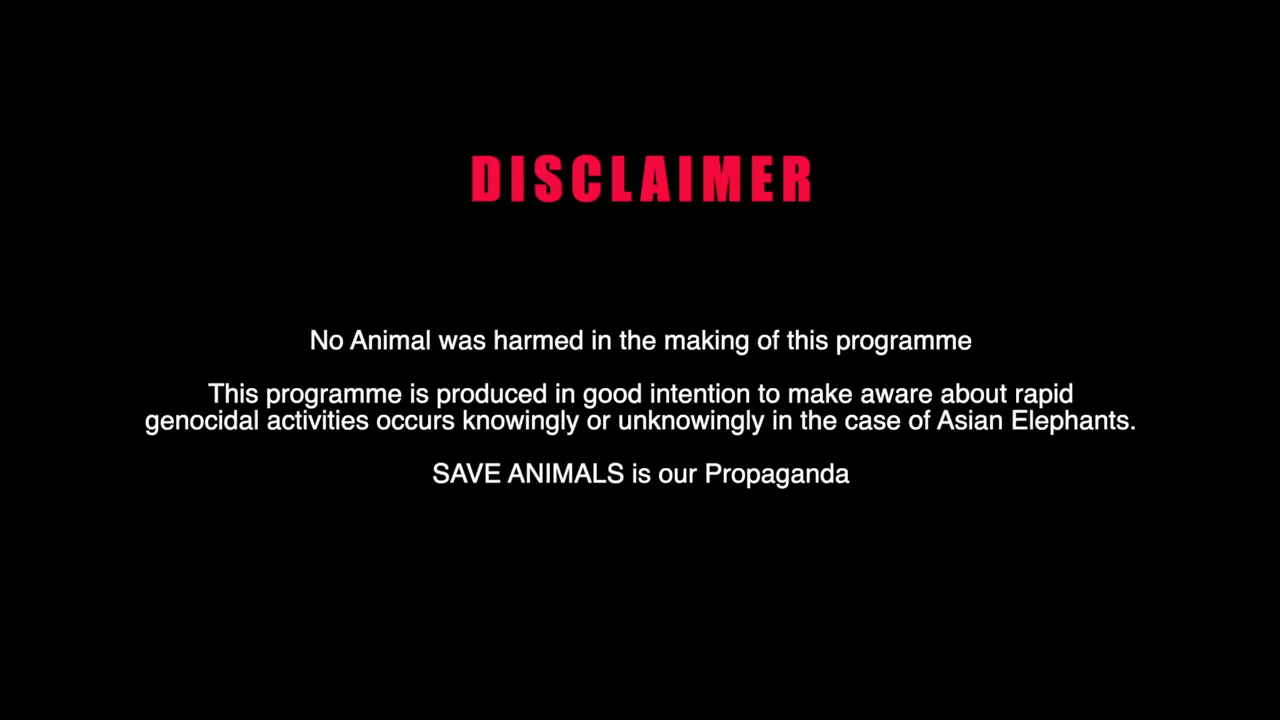 DISCLAIMER
No Animal was harmed in the making of this programme
This programme is produced in good intention to make aware about rapid
genocidal activities occurs knowingly or unknowingly in the case of Asian Elephants.
SAVE ANIMALS is our Propaganda